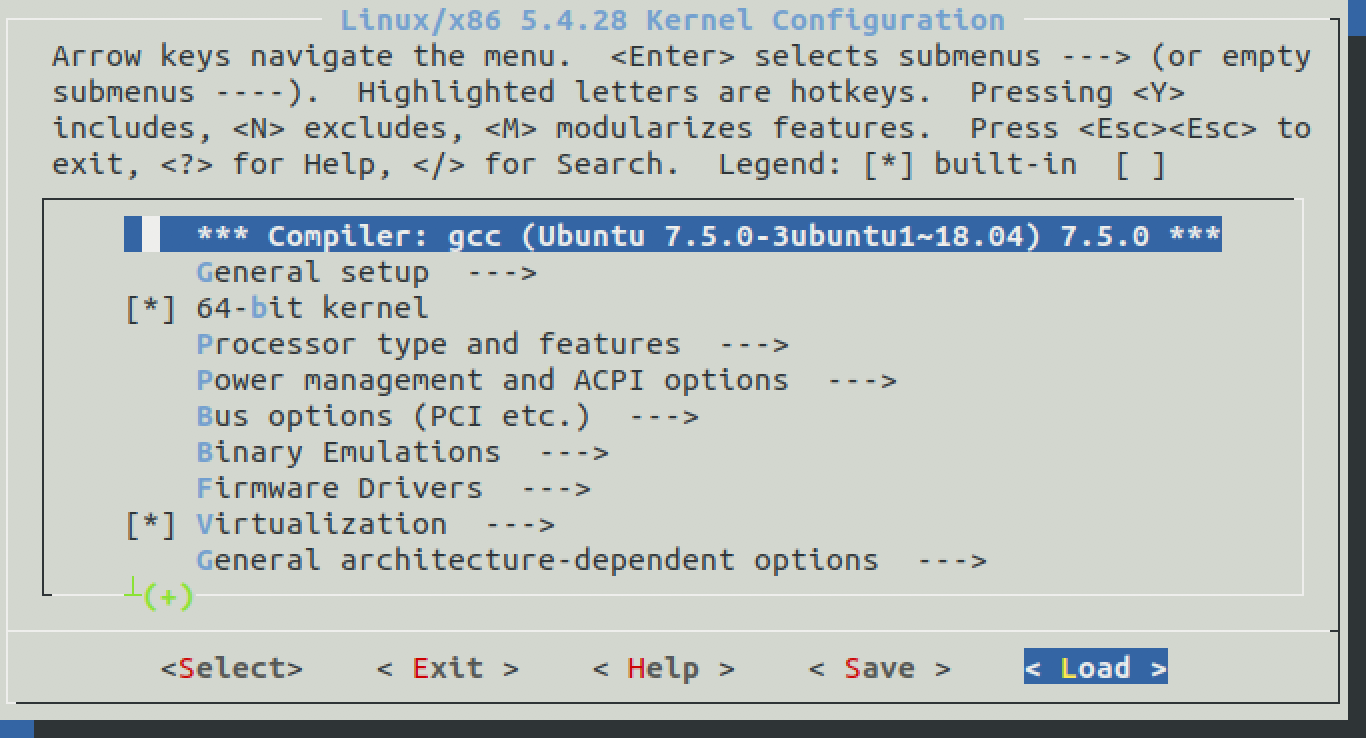 Linux/x86 5.4.28 Kernel Configuration
Arrow keys navigate the menu.  <Enter> selects submenus ---> (or empty
submenus ----).  Highlighted letters are hotkeys.  Pressing <Y>
includes, <N> excludes, <M> modularizes features.  Press <Esc><Esc> to
exit, <?> for Help, </> for Search.  Legend: [*] built-in  [ ]
*** Compiler: gcc (Ubuntu 7.5.0-3ubuntu1~18.04) 7.5.0 ***
General setup  --->
[*] 64-bit kernel
Processor type and features  --->
Power management and ACPI options  --->
Bus options (PCI etc.)  --->
Binary Emulations  --->
Firmware Drivers  --->
[*] Virtualization  --->
General architecture-dependent options  --->
┴(+)
<Select>    < Exit >    < Help >    < Save >    < Load >